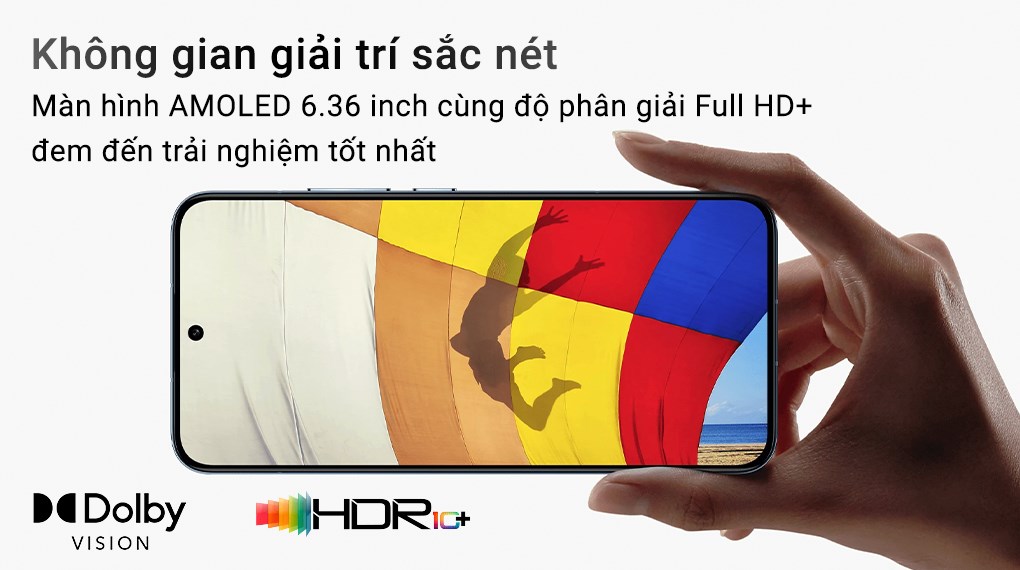 Không gian giải trí sắc nét
Màn hình AMOLED 6.36 inch cùng độ phân giải Full HD+
đem đến trải nghiệm tốt nhất
Dolby
VISION
HDR10+